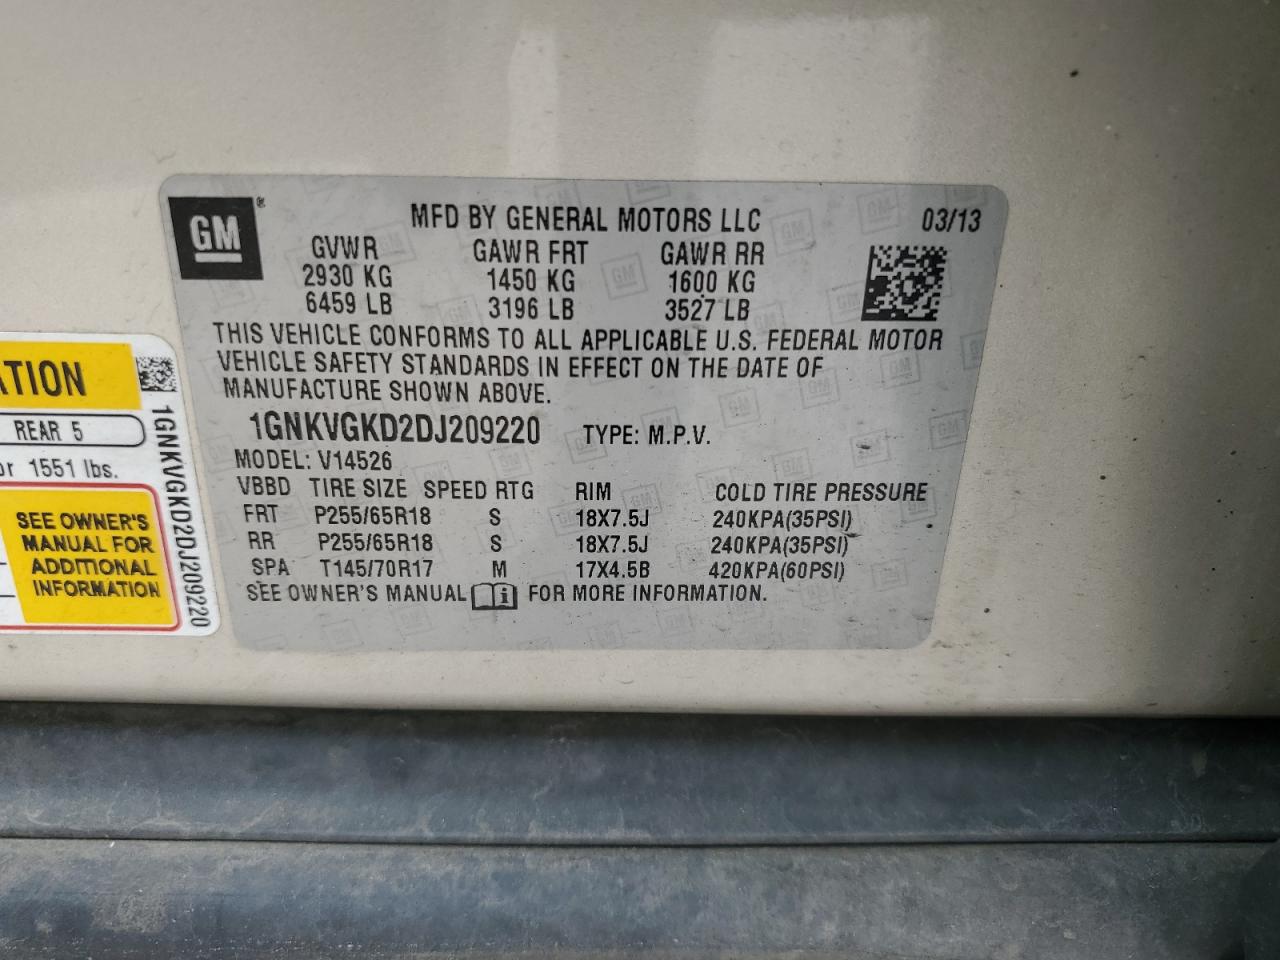 GM
MFD BY GENERAL MOTORS LLC 03/13
GVWR GAWR FRT GAWR RR
2930 KG 1450 KG 1600 KG
6459 LB 3196 LB 3527 LB
THIS VEHICLE CONFORMS TO ALL APPLICABLE U.S. FEDERAL MOTOR
VEHICLE SAFETY STANDARDS IN EFFECT ON THE DATE OF
MANUFACTURE SHOWN ABOVE.
1GNKVGKD2DJ209220 TYPE: M.P.V.
MODEL: V14526
VBBD TIRE SIZE SPEED RTG RIM COLD TIRE PRESSURE
FRT P255/65R18 S 18X7.5J 240KPA(35PSI)
RR P255/65R18 S 18X7.5J 240KPA(35PSI)
SPA T145/70R17 M 17X4.5B 420KPA(60PSI)
SEE OWNER'S MANUAL i FOR MORE INFORMATION.
ATION
REAR 5
or 1551 lbs.
SEE OWNER'S
MANUAL FOR
ADDITIONAL
INFORMATION
1GNKVGKD2DJ209220